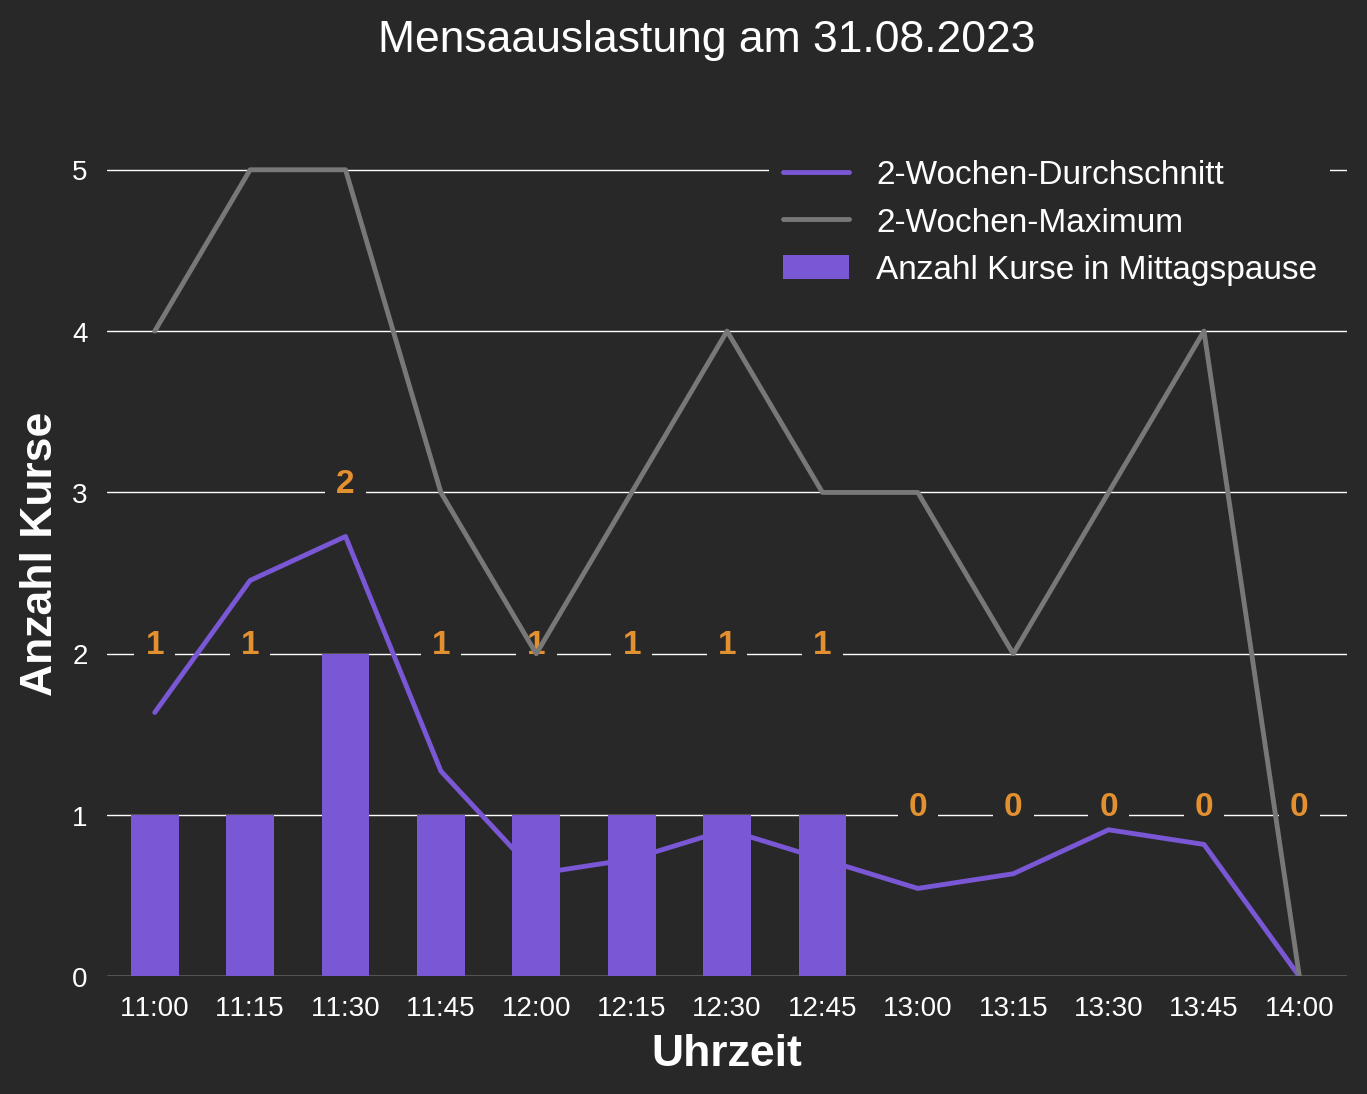 Mensaauslastung am 31.08.2023
2-Wochen-Durchschnitt
2-Wochen-Maximum
Anzahl Kurse in Mittagspause
Anzahl Kurse
5
4
3
2
1
0
2
1 1 1 1 1 1 1
0 0 0 0 0
11:00 11:15 11:30 11:45 12:00 12:15 12:30 12:45 13:00 13:15 13:30 13:45 14:00
Uhrzeit